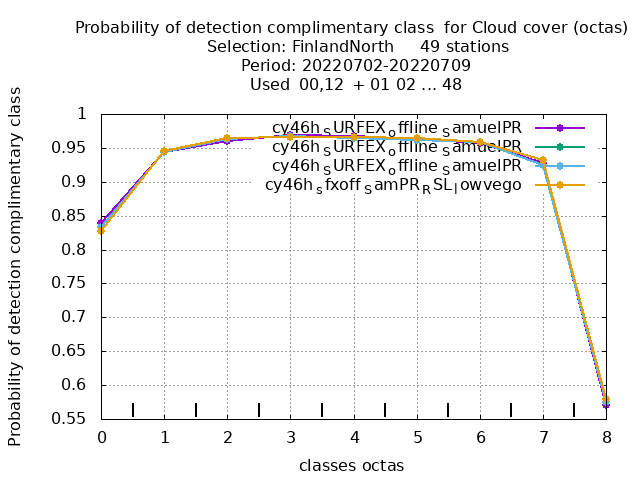 Probability of detection complimentary class  for Cloud cover (octas)
Selection: FinlandNorth     49 stations
Period: 20220702-20220709
Used  00,12  + 01 02 ... 48
Probability of detection complimentary class
1
0.95
0.9
0.85
0.8
0.75
0.7
0.65
0.6
0.55
cy46h_SURFEX_offline_SamuelPR
cy46h_SURFEX_offline_SamuelPR
cy46h_SURFEX_offline_SamuelPR
cy46h_sfxoff_SamPR_RSL_lowvego
0 1 2 3 4 5 6 7 8
classes octas